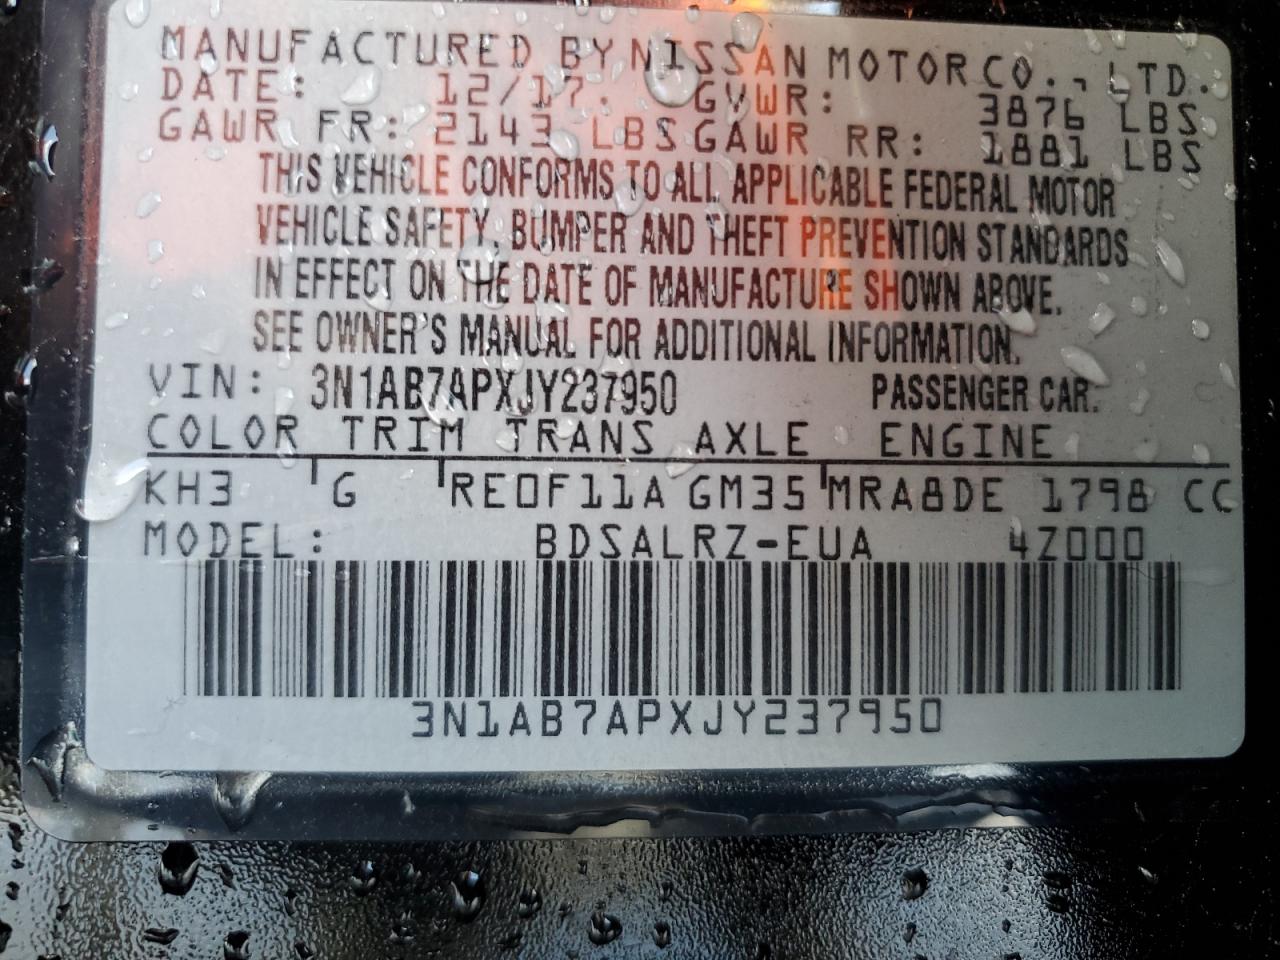 MANUFACTURED BY NISSAN MOTOR CO., LTD.
DATE: 12/17. GVWR: 3876 LBS
GAWR FR: 2143 LBS GAWR RR: 1881 LBS
THIS VEHICLE CONFORMS TO ALL APPLICABLE FEDERAL MOTOR
VEHICLE SAFETY, BUMPER AND THEFT PREVENTION STANDARDS
IN EFFECT ON THE DATE OF MANUFACTURE SHOWN ABOVE.
SEE OWNER'S MANUAL FOR ADDITIONAL INFORMATION.
VIN: 3N1AB7APXJY237950 PASSENGER CAR.
COLOR TRIM TRANS AXLE ENGINE
KH3 G RE0F11A GM35 MRA8DE 1798 CC
MODEL: BDSALRZ-EUA 4Z000
3N1AB7APXJY237950